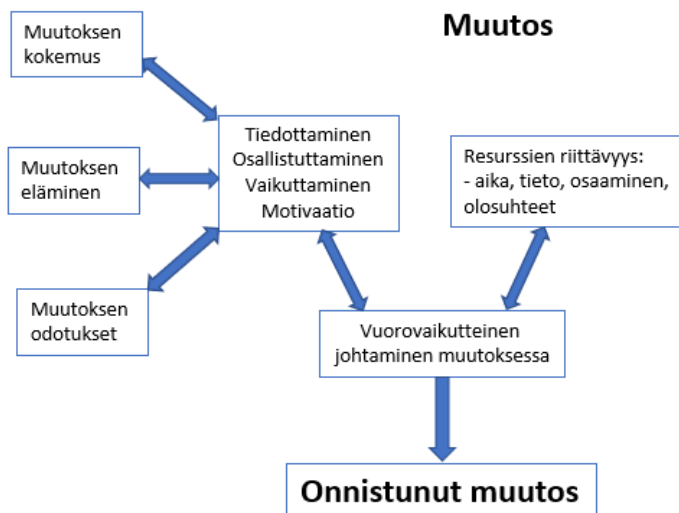 Muutos
Muutoksen
kokemus
Tiedottaminen
Osallistuttaminen
Vaikuttaminen
Motivaatio
Resurssien riittävyys:
- aika, tieto, osaaminen,
olosuhteet
Muutoksen
eläminen
Muutoksen
odotukset
Vuorovaikutteinen
johtaminen muutoksessa
Onnistunut muutos